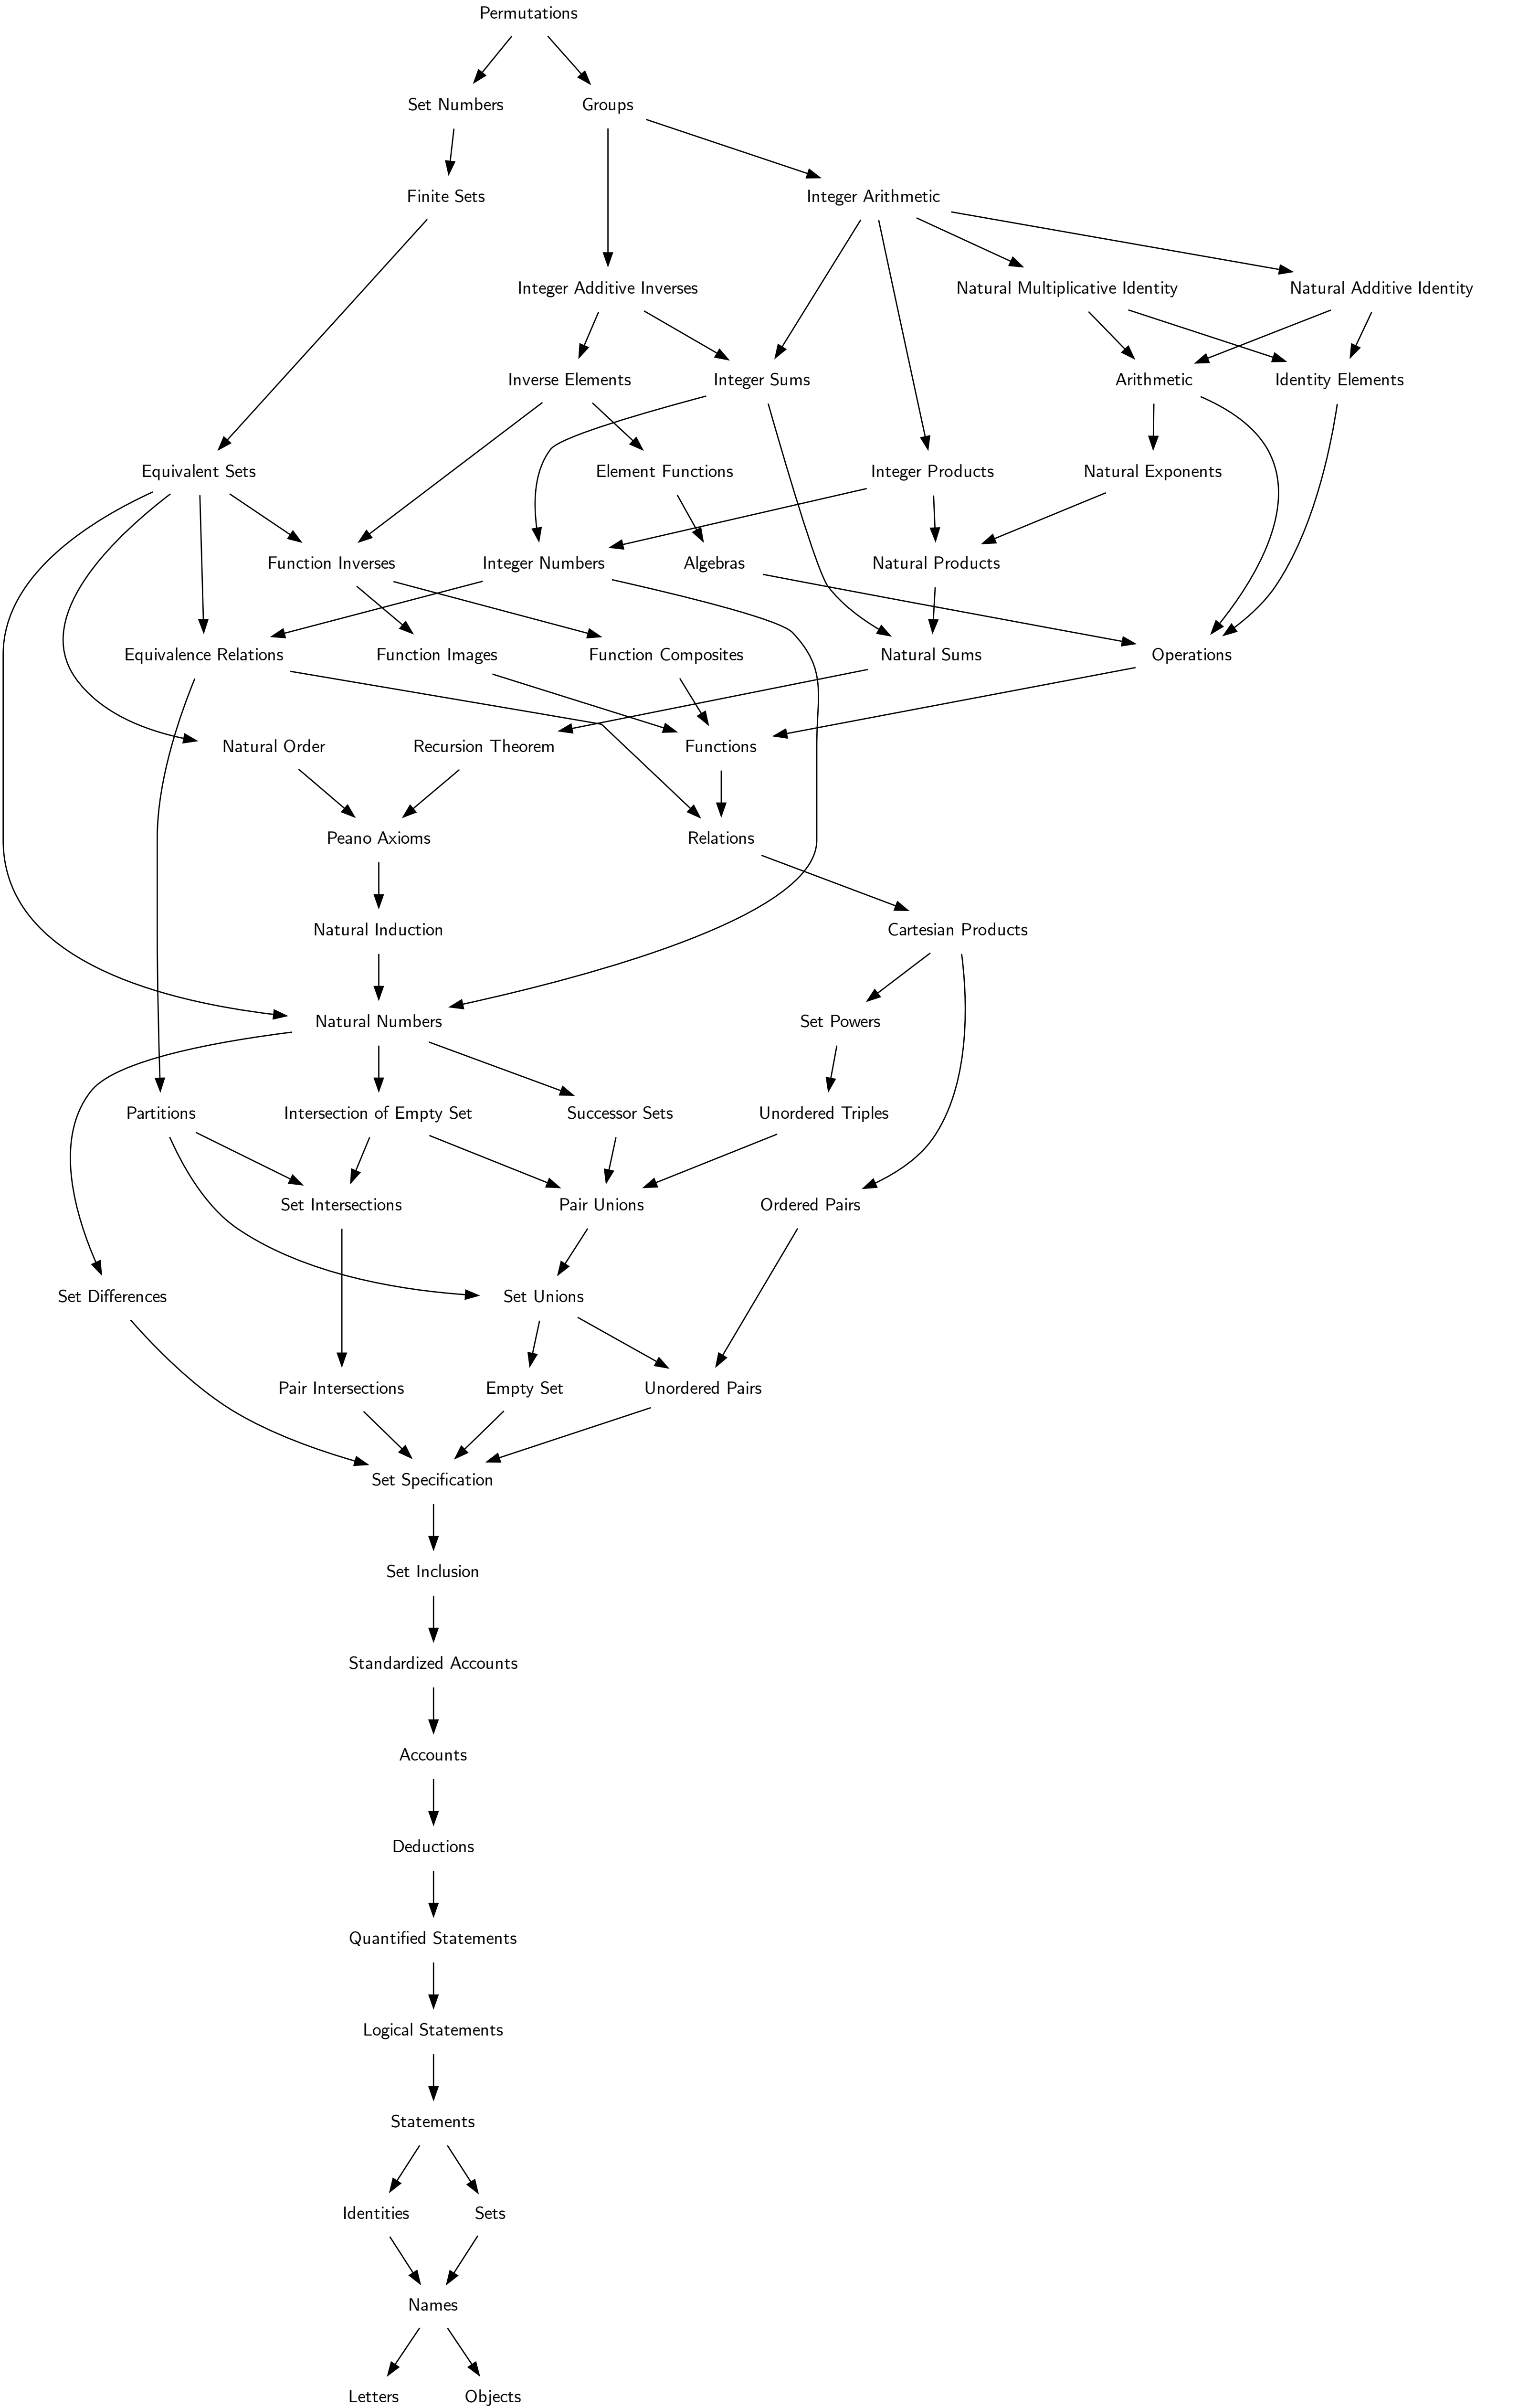 Permutations
Set Numbers
Groups
Finite Sets
Integer Arithmetic
Integer Additive Inverses
Natural Multiplicative Identity
Natural Additive Identity
Inverse Elements
Integer Sums
Arithmetic
Identity Elements
Equivalent Sets
Element Functions
Integer Products
Natural Exponents
Function Inverses
Integer Numbers
Algebras
Natural Products
Equivalence Relations
Function Images
Function Composites
Natural Sums
Operations
Natural Order
Recursion Theorem
Functions
Peano Axioms
Relations
Natural Induction
Cartesian Products
Natural Numbers
Set Powers
Partitions
Intersection of Empty Set
Successor Sets
Unordered Triples
Set Intersections
Pair Unions
Ordered Pairs
Set Differences
Set Unions
Pair Intersections
Empty Set
Unordered Pairs
Set Specification
Set Inclusion
Standardized Accounts
Accounts
Deductions
Quantified Statements
Logical Statements
Statements
Identities
Sets
Names
Letters
Objects